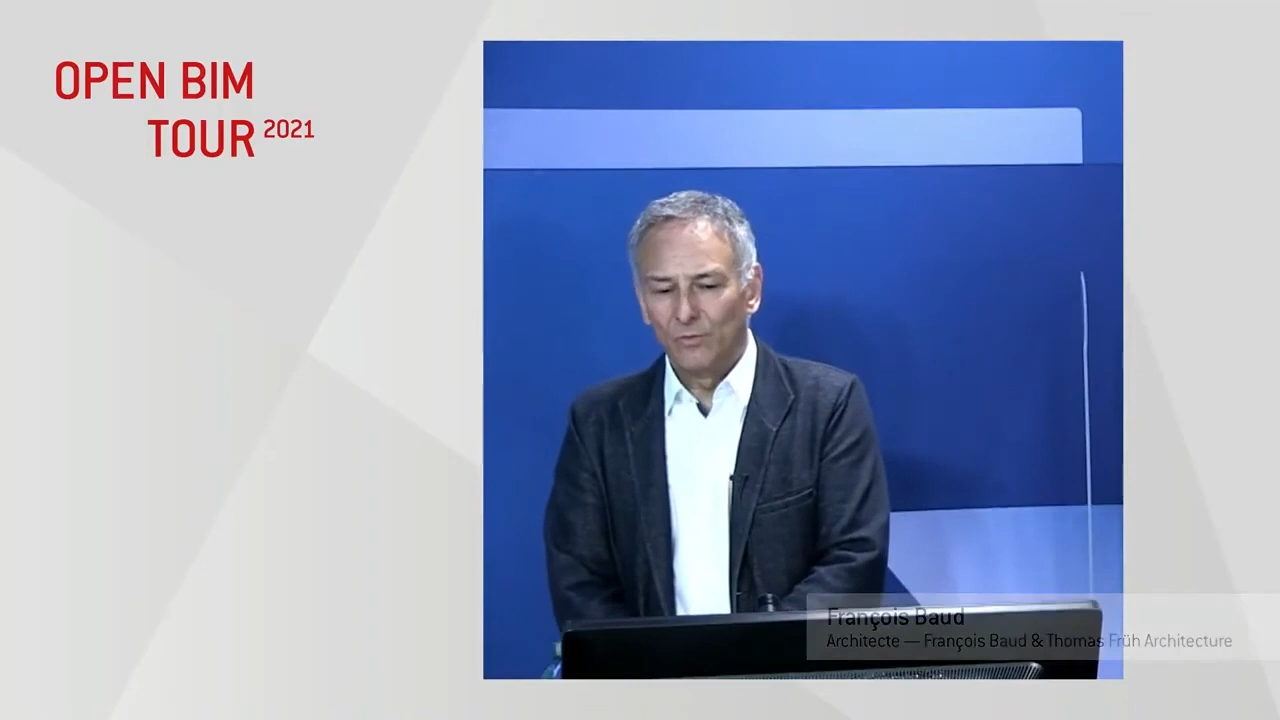 OPEN BIM
TOUR 2021
François Baud
Architecte — François Baud & Thomas Früh Architecture